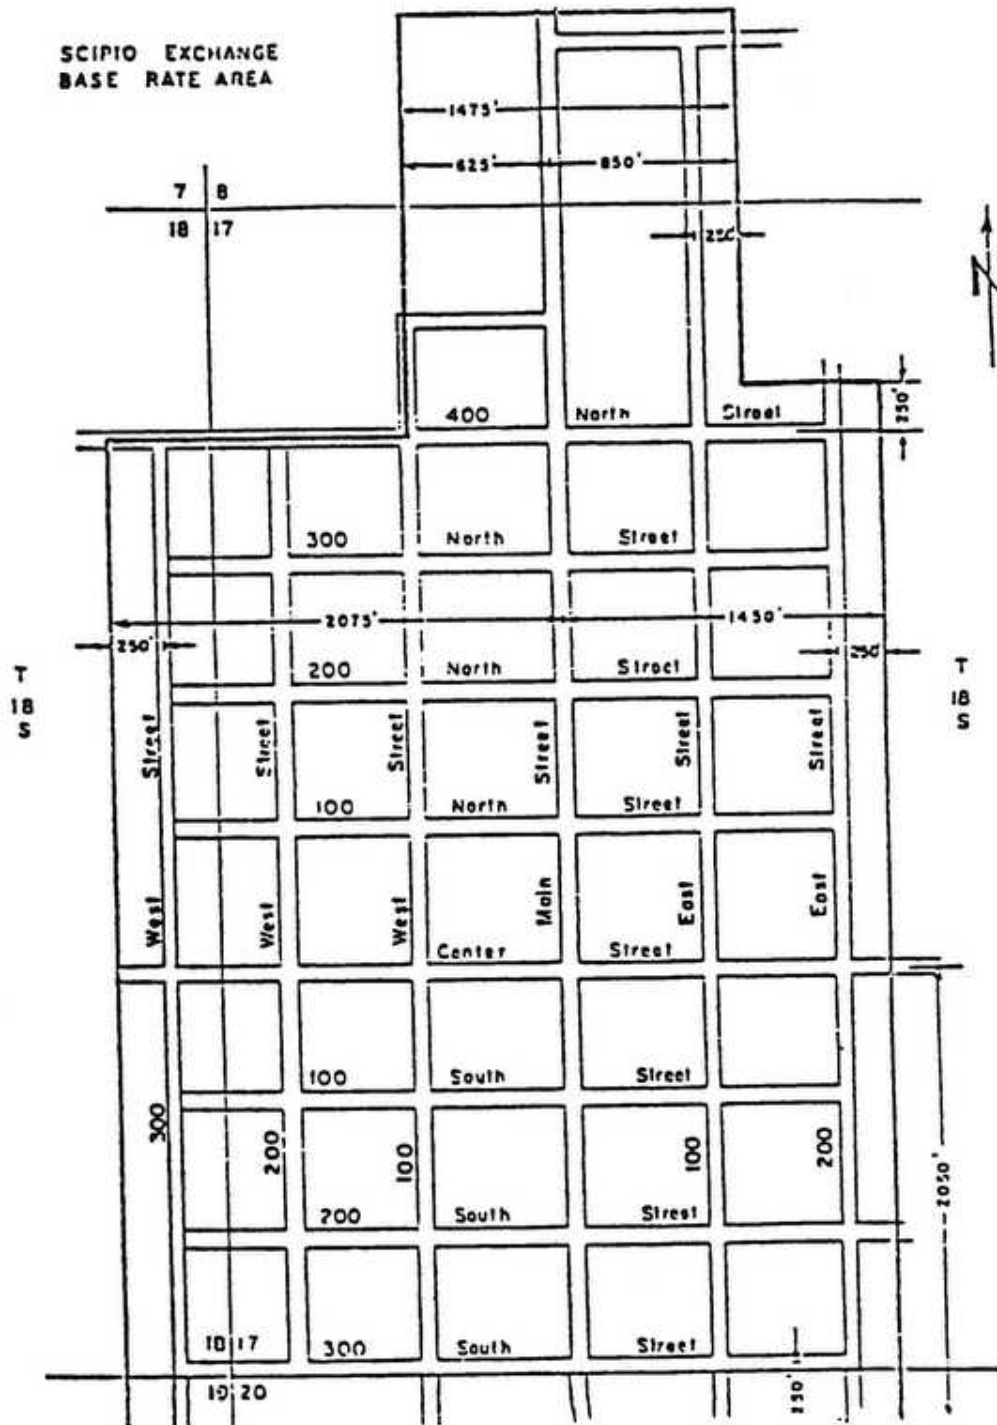 SCIPIO EXCHANGE
BASE RATE AREA
1475'
625' 850'
7 8
18 17
250'
N
250'
400 North Street
300 North Street
2075' 1450'
250' 250'
200 North Street
T
18
S
T
18
S
Street Street Street Street Street Street
100 North Street
West West West Main East East
Center Street
100 South Street
300 200 100 100 200
2050'
200 South Street
18 17
300 South Street
250'
19 20